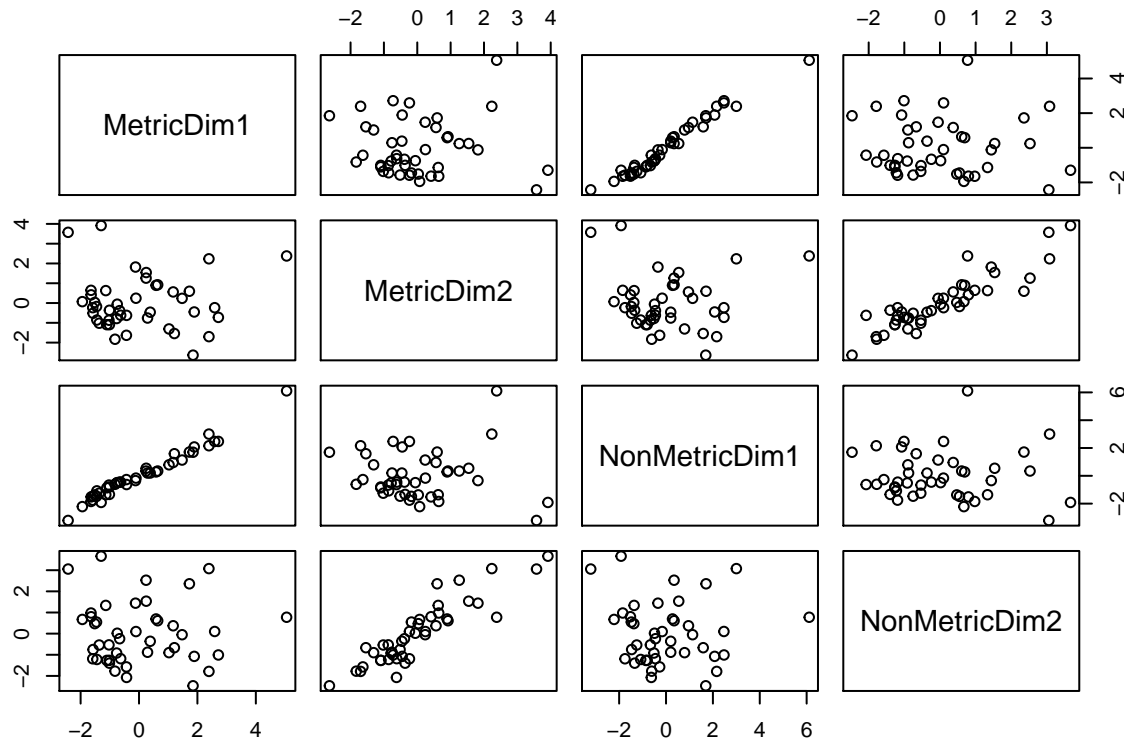 −2 0 1 2 3 4
−2 0 1 2 3
MetricDim1
−2 2 4
−2 0 2 4
MetricDim2
NonMetricDim1
−2 2 6
−2 0 2
NonMetricDim2
−2 0 2 4
−2 0 2 4 6